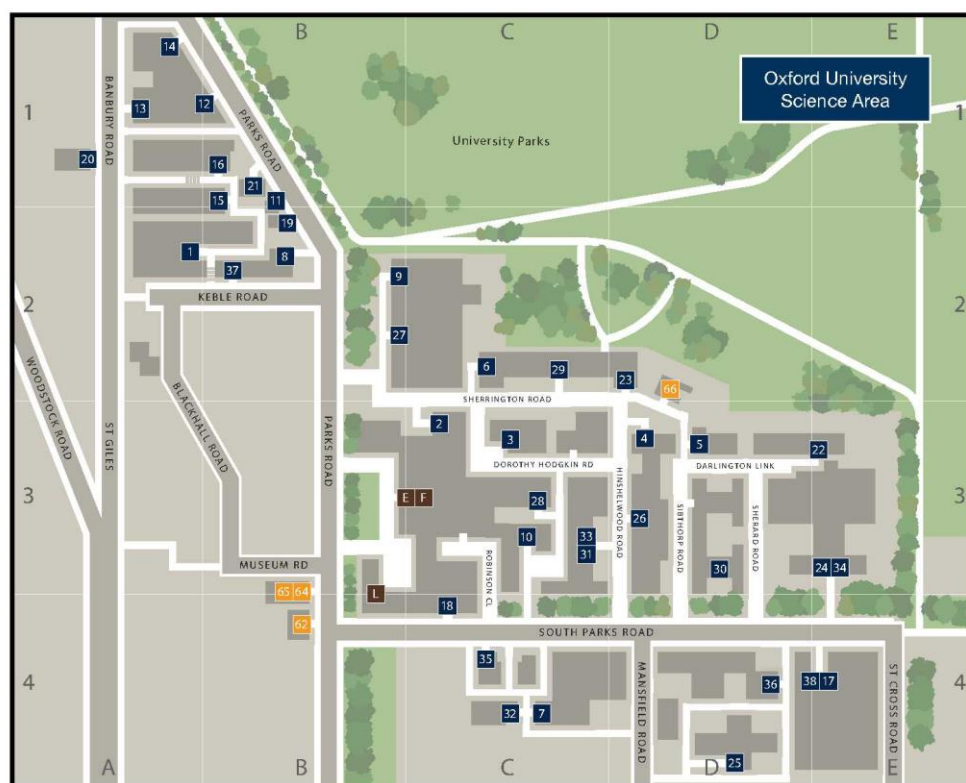 B
C
D
E
Oxford University
Science Area
14
BANBURY ROAD
13
12
PARKS ROAD
1
1
University Parks
20
16
21
15
11
19
1
8
37
9
KEBLE ROAD
2
2
27
6
29
23
66
WOODSTOCK ROAD
ST GILES
BLACKHALL ROAD
PARKS ROAD
SHERRINGTON ROAD
2
3
4
5
22
DOROTHY HODGKIN RD
DARLINGTON LINK
3
E F
28
HINSHELWOOD ROAD
26
SIBTHORP ROAD
SHERARD ROAD
3
10
33
31
ROBINSON CL
MUSEUM RD
30
24 34
65 64
L
18
62
SOUTH PARKS ROAD
35
MANSFIELD ROAD
36
38 17
ST CROSS ROAD
4
4
32
7
25
A
B
C
D
E